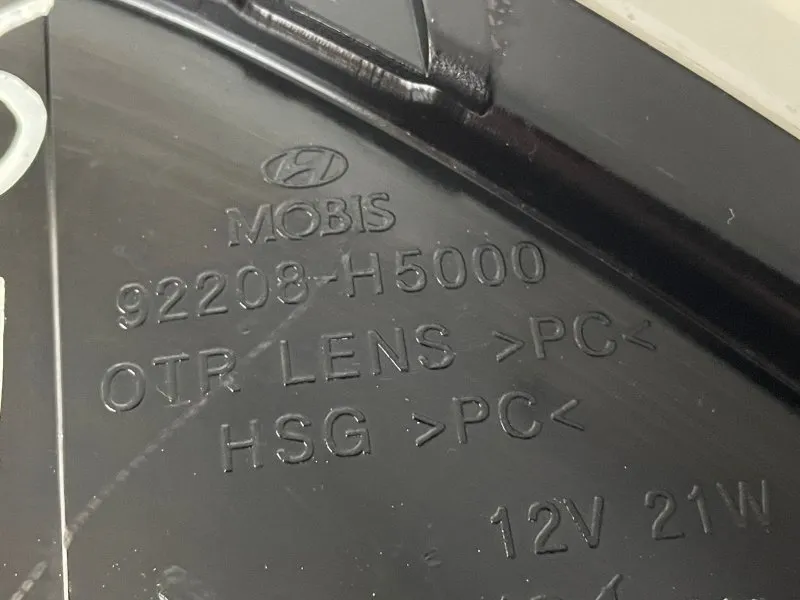 MOBIS
92208-H5000
OTR LENS >PC<
HSG >PC<
12V 21W